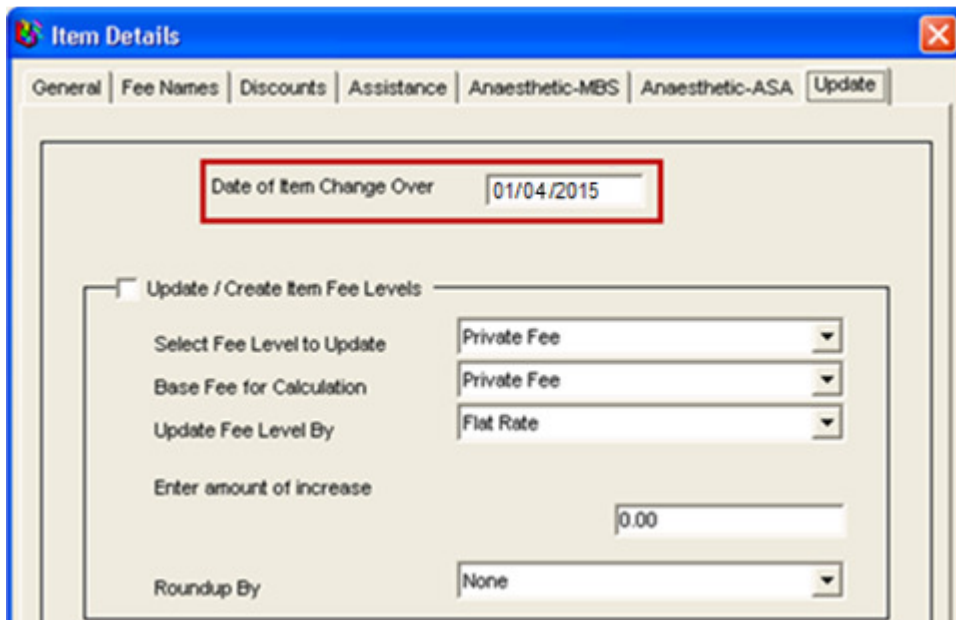 Item Details
General Fee Names Discounts Assistance Anaesthetic-MBS Anaesthetic-ASA Update
Date of Item Change Over 01/04/2015
Update / Create Item Fee Levels
Select Fee Level to Update Private Fee
Base Fee for Calculation Private Fee
Update Fee Level By Flat Rate
Enter amount of increase
0.00
Roundup By None